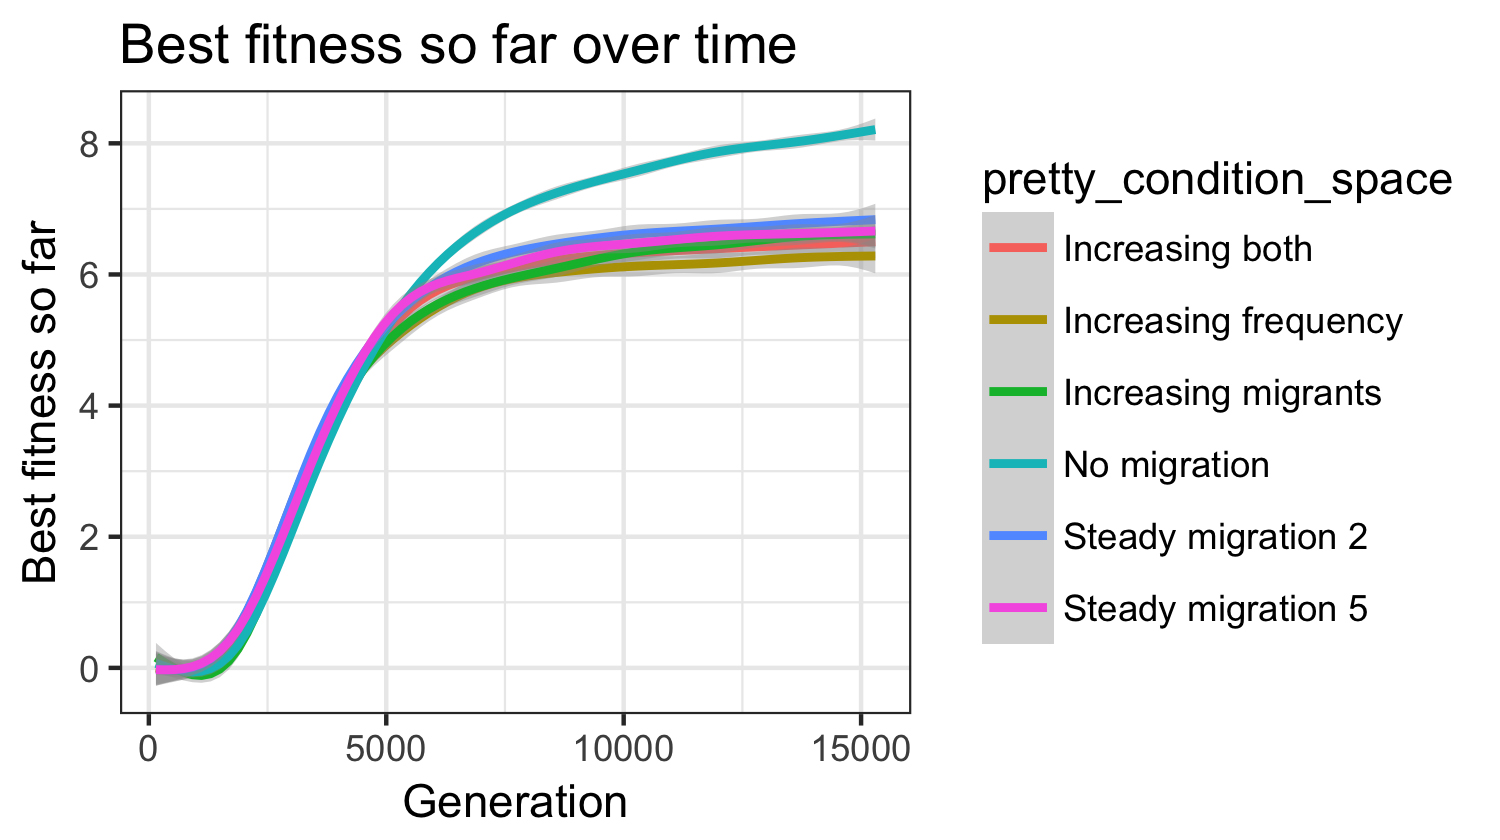 Best fitness so far over time
Best fitness so far
8
6
4
2
0
0 5000 10000 15000
Generation
pretty_condition_space
Increasing both
Increasing frequency
Increasing migrants
No migration
Steady migration 2
Steady migration 5